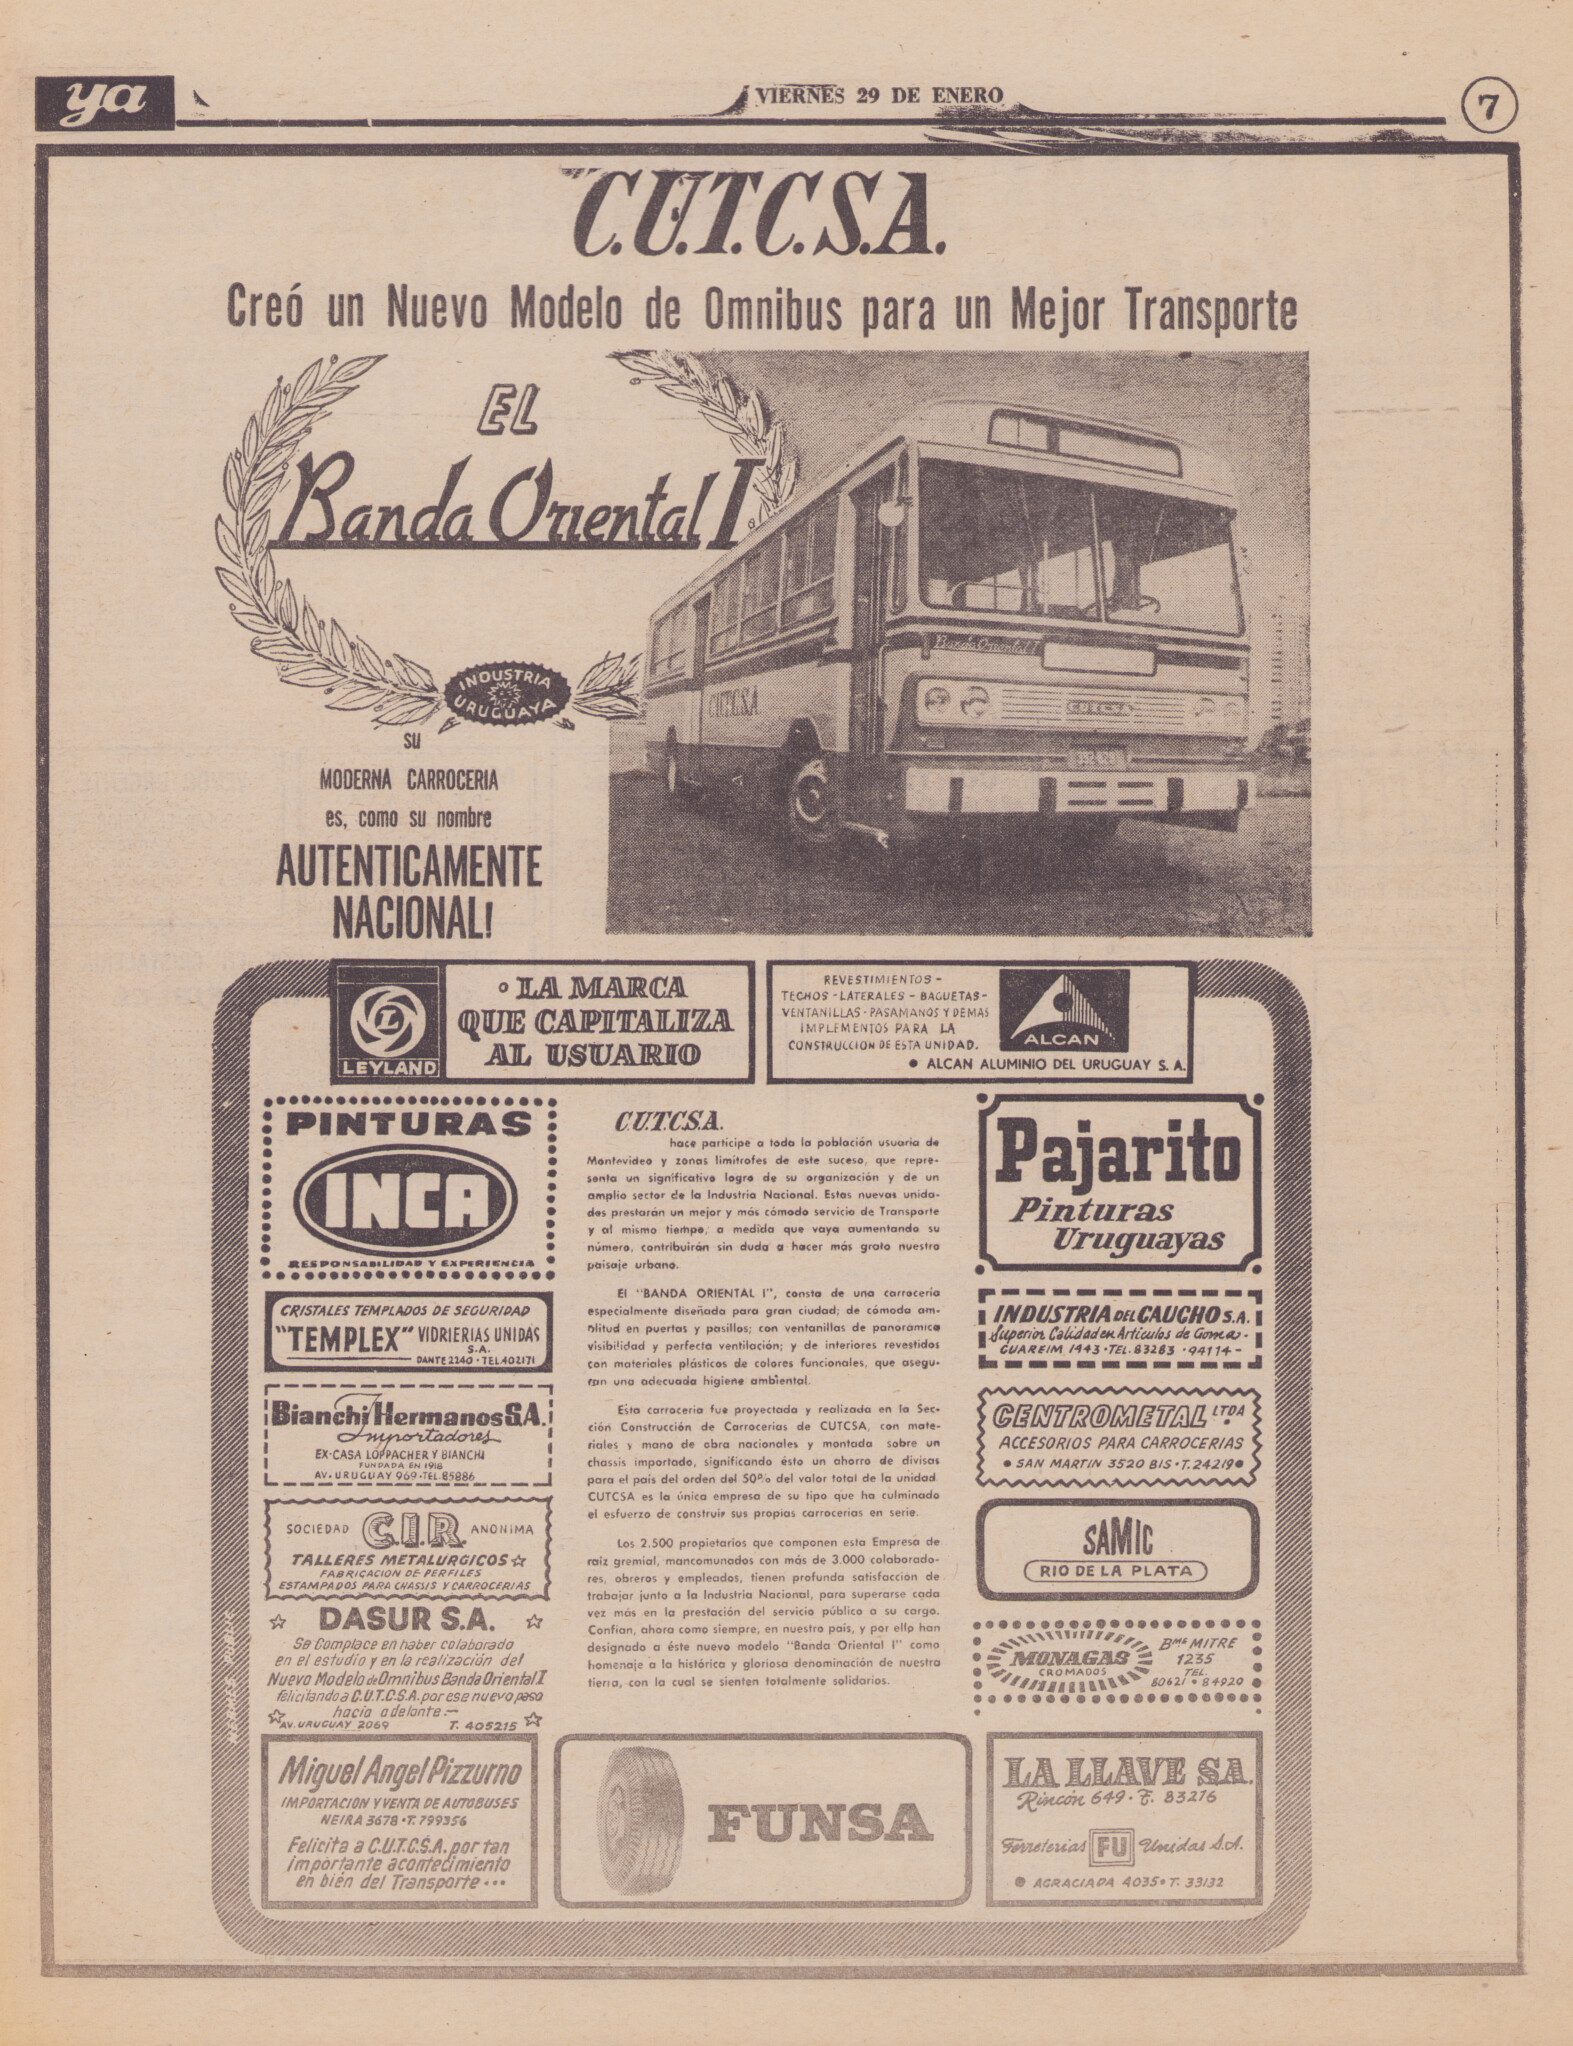 ya
VIERNES 29 DE ENERO
7
C.U.T.C.S.A.
Creó un Nuevo Modelo de Omnibus para un Mejor Transporte
EL
Banda Oriental I
INDUSTRIA
URUGUAYA
su
MODERNA CARROCERIA
es, como su nombre
AUTENTICAMENTE
NACIONAL!
Banda Oriental I
CUTCSA
CUTCSA
L
LEYLAND
LA MARCA
QUE CAPITALIZA
AL USUARIO
REVESTIMIENTOS -
TECHOS - LATERALES - BAGUETAS -
VENTANILLAS - PASAMANOS Y DEMAS
IMPLEMENTOS PARA LA
CONSTRUCCION DE ESTA UNIDAD.
ALCAN
• ALCAN ALUMINIO DEL URUGUAY S. A.
PINTURAS
INCA
RESPONSABILIDAD Y EXPERIENCIA
CRISTALES TEMPLADOS DE SEGURIDAD
"TEMPLEX" VIDRIERIAS UNIDAS
S.A.
DANTE 2240 · TEL. 402171
Bianchi Hermanos S.A.
Importadores
EX-CASA LOPPACHER Y BIANCHI
FUNDADA EN 1918
AV. URUGUAY 969 - TEL. 85886
SOCIEDAD C.I.R. ANONIMA
TALLERES METALURGICOS
FABRICACION DE PERFILES
ESTAMPADOS PARA CHASSIS Y CARROCERIAS
DASUR S.A.
Se Complace en haber colaborado
en el estudio y en la realización del
Nuevo Modelo de Omnibus Banda Oriental I
felicitando a C.U.T.C.S.A. por ese nuevo paso
hacia adelante.-
AV. URUGUAY 2069 T. 405215
C.U.T.C.S.A.
hace partícipe a toda la población usuaria de
Montevideo y zonas limítrofes de este suceso, que repre-
senta un significativo logro de su organización y de un
amplio sector de la Industria Nacional. Estas nuevas unida-
des prestarán un mejor y más cómodo servicio de Transporte
y al mismo tiempo, a medida que vaya aumentando su
número, contribuirán sin duda a hacer más grato nuestro
paisaje urbano.
El "BANDA ORIENTAL I", consta de una carrocería
especialmente diseñada para gran ciudad; de cómoda am-
plitud en puertas y pasillos; con ventanillas de panorámica
visibilidad y perfecta ventilación; y de interiores revestidos
con materiales plásticos de colores funcionales, que asegu-
ran una adecuada higiene ambiental.
Esta carrocería fue proyectada y realizada en la Sec-
ción Construcción de Carrocerías de CUTCSA, con mate-
riales y mano de obra nacionales y montada sobre un
chassis importado, significando ésto un ahorro de divisas
para el país del orden del 50% del valor total de la unidad.
CUTCSA es la única empresa de su tipo que ha culminado
el esfuerzo de construir sus propias carrocerías en serie.
Los 2.500 propietarios que componen esta Empresa de
raíz gremial, mancomunados con más de 3.000 colaborado-
res, obreros y empleados, tienen profunda satisfacción de
trabajar junto a la Industria Nacional, para superarse cada
vez más en la prestación del servicio público a su cargo.
Confían, ahora como siempre, en nuestro país, y por ello han
designado a éste nuevo modelo "Banda Oriental I" como
homenaje a la histórica y gloriosa denominación de nuestra
tierra, con la cual se sienten totalmente solidarios.
Pajarito
Pinturas
Uruguayas
INDUSTRIA DEL CAUCHO S.A.
Superior Calidad en Artículos de Goma -
CUAREIM 1443 - TEL. 83283 - 94114 -
CENTROMETAL LTDA
ACCESORIOS PARA CARROCERIAS
• SAN MARTIN 3520 BIS - T. 24219 •
SAMIC
RIO DE LA PLATA
MONAGAS
CROMADOS
Bmé MITRE
1235
TEL.
80621 • 84920
Miguel Angel Pizzurno
IMPORTACION Y VENTA DE AUTOBUSES
NEIRA 3678 - T. 799356
Felicita a C.U.T.C.S.A. por tan
importante acontecimiento
en bién del Transporte ...
FUNSA
LA LLAVE S.A.
Rincón 649 - T. 83276
Ferreterías FU Unidas S.A.
• AGRACIADA 4035 • T. 33132